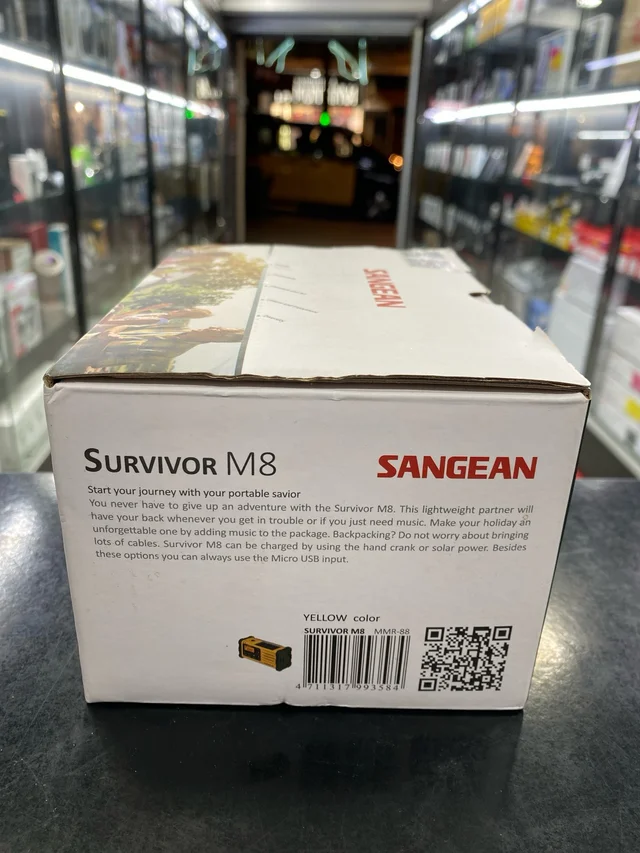 SANGEAN
SURVIVOR M8
SANGEAN
Start your journey with your portable savior
You never have to give up an adventure with the Survivor M8. This lightweight partner will
have your back whenever you get in trouble or if you just need music. Make your holiday an
unforgettable one by adding music to the package. Backpacking? Do not worry about bringing
lots of cables. Survivor M8 can be charged by using the hand crank or solar power. Besides
these options you can always use the Micro USB input.
YELLOW color
SURVIVOR M8 MMR-88
4 711317 993584